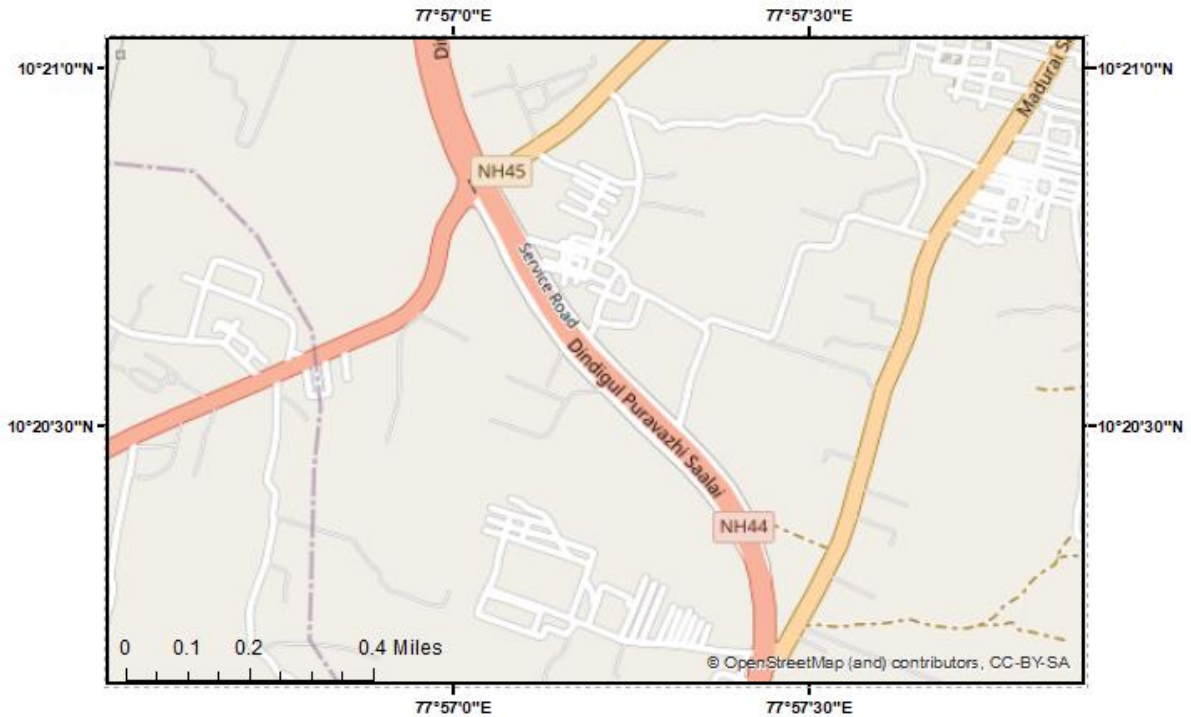 77°57'0"E 77°57'30"E
10°21'0"N 10°21'0"N
Di
Madurai S
NH45
Service Road
Dindigul Puravazhi Saalai
10°20'30"N 10°20'30"N
NH44
0 0.1 0.2 0.4 Miles
© OpenStreetMap (and) contributors, CC-BY-SA
77°57'0"E 77°57'30"E